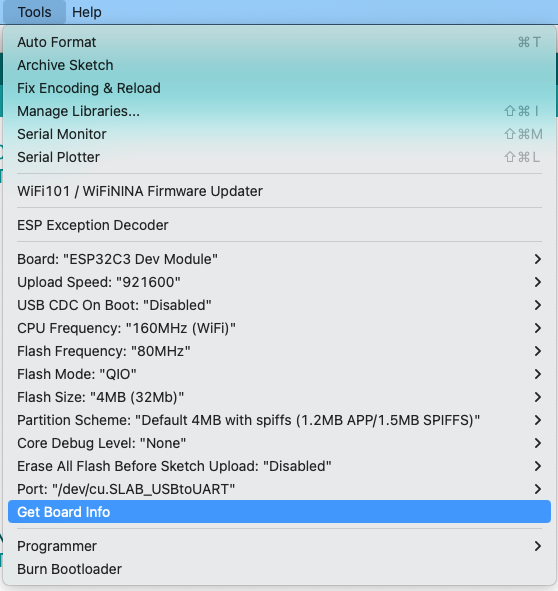 Tools Help
Auto Format ⌘T
Archive Sketch
Fix Encoding & Reload
Manage Libraries... ⇧⌘I
Serial Monitor ⇧⌘M
Serial Plotter ⇧⌘L
WiFi101 / WiFiNINA Firmware Updater
ESP Exception Decoder
Board: "ESP32C3 Dev Module"
Upload Speed: "921600"
USB CDC On Boot: "Disabled"
CPU Frequency: "160MHz (WiFi)"
Flash Frequency: "80MHz"
Flash Mode: "QIO"
Flash Size: "4MB (32Mb)"
Partition Scheme: "Default 4MB with spiffs (1.2MB APP/1.5MB SPIFFS)"
Core Debug Level: "None"
Erase All Flash Before Sketch Upload: "Disabled"
Port: "/dev/cu.SLAB_USBtoUART"
Get Board Info
Programmer
Burn Bootloader